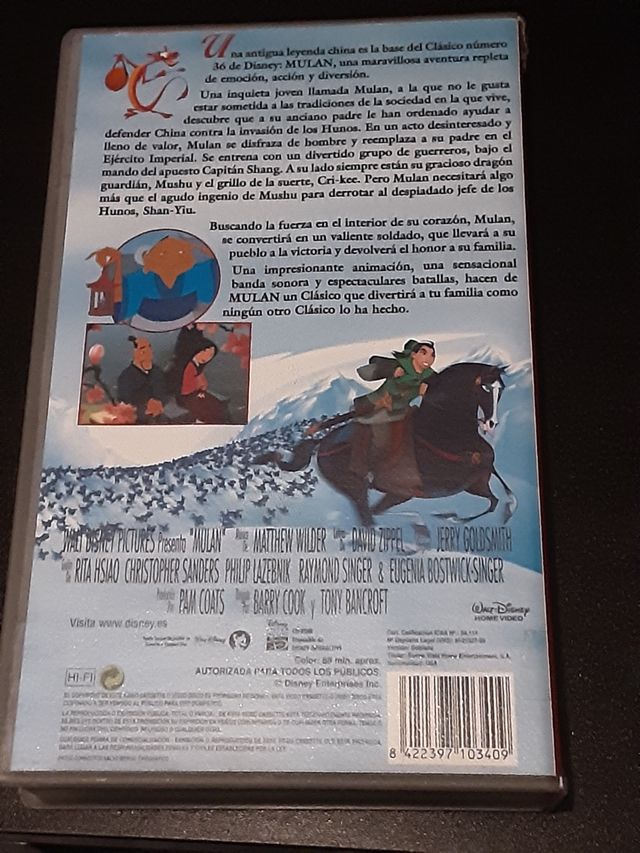 Una antigua leyenda china es la base del Clásico número
36 de Disney: MULAN, una maravillosa aventura repleta
de emoción, acción y diversión.
Una inquieta joven llamada Mulan, a la que no le gusta
estar sometida a las tradiciones de la sociedad en la que vive,
descubre que a su anciano padre le han ordenado ayudar a
defender China contra la invasión de los Hunos. En un acto desinteresado y
lleno de valor, Mulan se disfraza de hombre y reemplaza a su padre en el
Ejército Imperial. Se entrena con un divertido grupo de guerreros, bajo el
mando del apuesto Capitán Shang. A su lado siempre están su gracioso dragón
guardián, Mushu y el grillo de la suerte, Cri-kee. Pero Mulan necesitará algo
más que el agudo ingenio de Mushu para derrotar al despiadado jefe de los
Hunos, Shan-Yiu.
Buscando la fuerza en el interior de su corazón, Mulan,
se convertirá en un valiente soldado, que llevará a su
pueblo a la victoria y devolverá el honor a su familia.
Una impresionante animación, una sensacional
banda sonora y espectaculares batallas, hacen de
MULAN un Clásico que divertirá a tu familia como
ningún otro Clásico lo ha hecho.
WALT DISNEY PICTURES Presenta "MULAN" MATTHEW WILDER DAVID ZIPPEL JERRY GOLDSMITH
RITA HSIAO CHRISTOPHER SANDERS PHILIP LAZEBNIK RAYMOND SINGER & EUGENIA BOSTWICK-SINGER
PAM COATS BARRY COOK y TONY BANCROFT
Walt Disney
HOME VIDEO
Visita www.disney.es
Color: 85 min. aprox.
AUTORIZADA PARA TODOS LOS PÚBLICOS
© Disney Enterprises Inc.
HI-FI
8 422397 103409